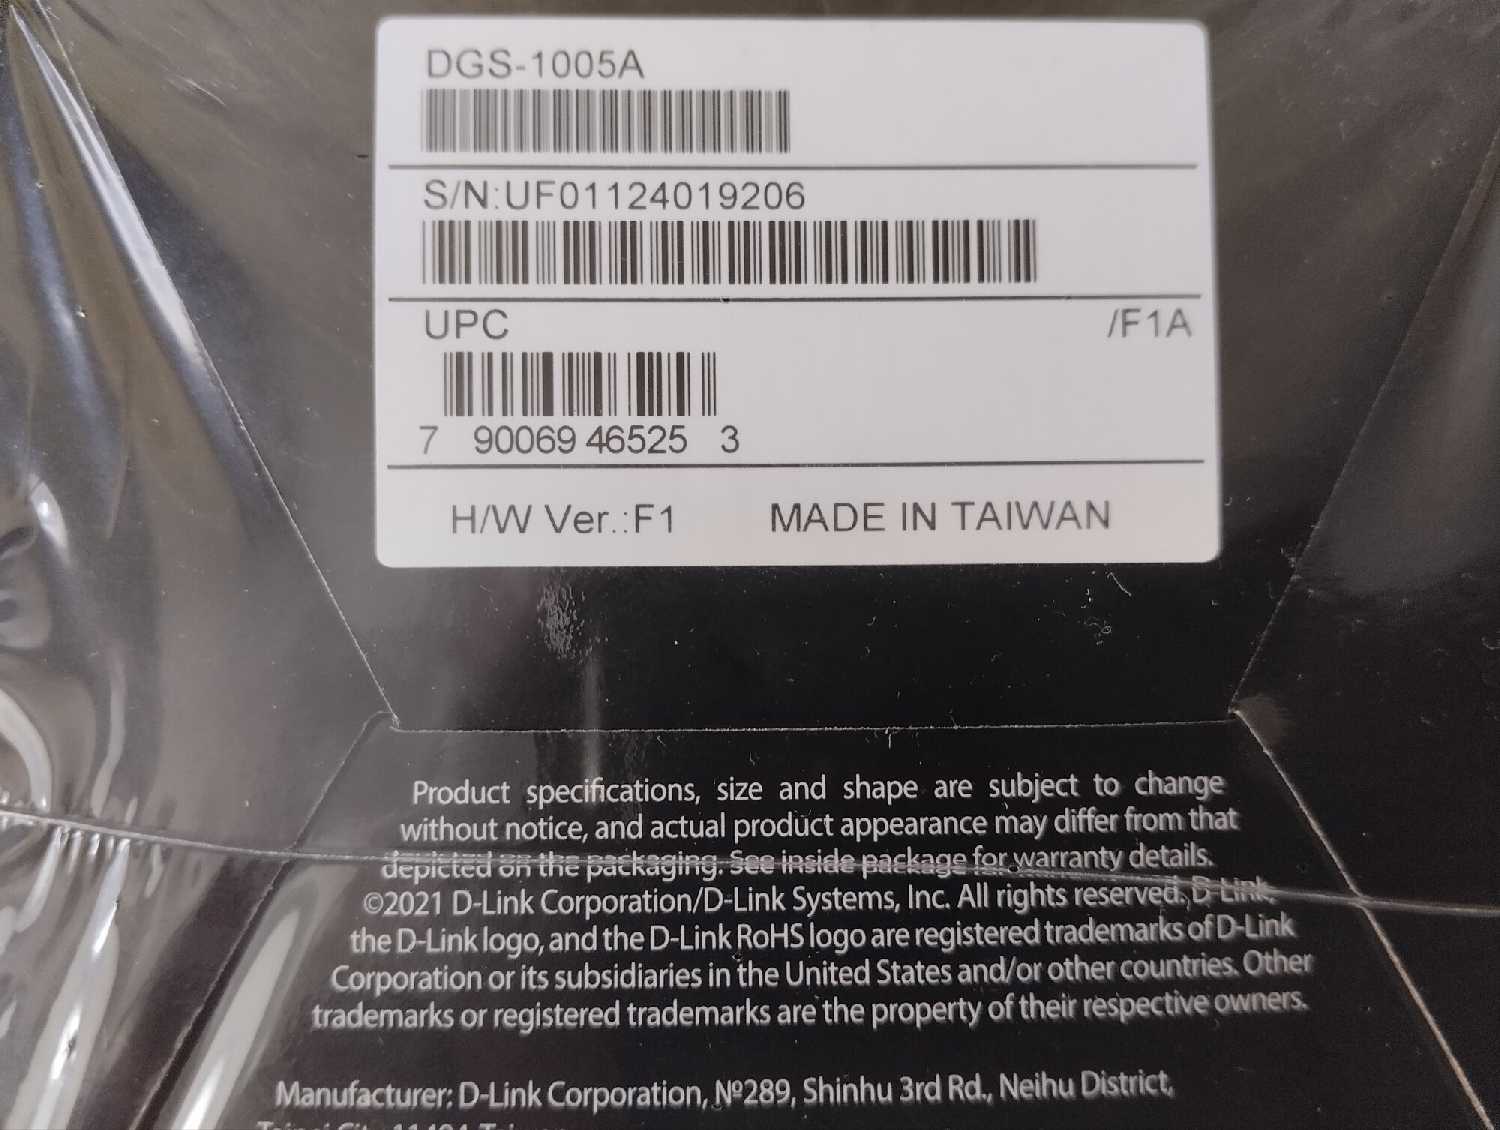 DGS-1005A
S/N:UF01124019206
UPC
/F1A
7 90069 46525 3
H/W Ver.:F1 MADE IN TAIWAN
Product specifications, size and shape are subject to change
without notice, and actual product appearance may differ from that
depicted on the packaging. See inside package for warranty details.
©2021 D-Link Corporation/D-Link Systems, Inc. All rights reserved. D-Link,
the D-Link logo, and the D-Link RoHS logo are registered trademarks of D-Link
Corporation or its subsidiaries in the United States and/or other countries. Other
trademarks or registered trademarks are the property of their respective owners.
Manufacturer: D-Link Corporation, №289, Shinhu 3rd Rd., Neihu District,